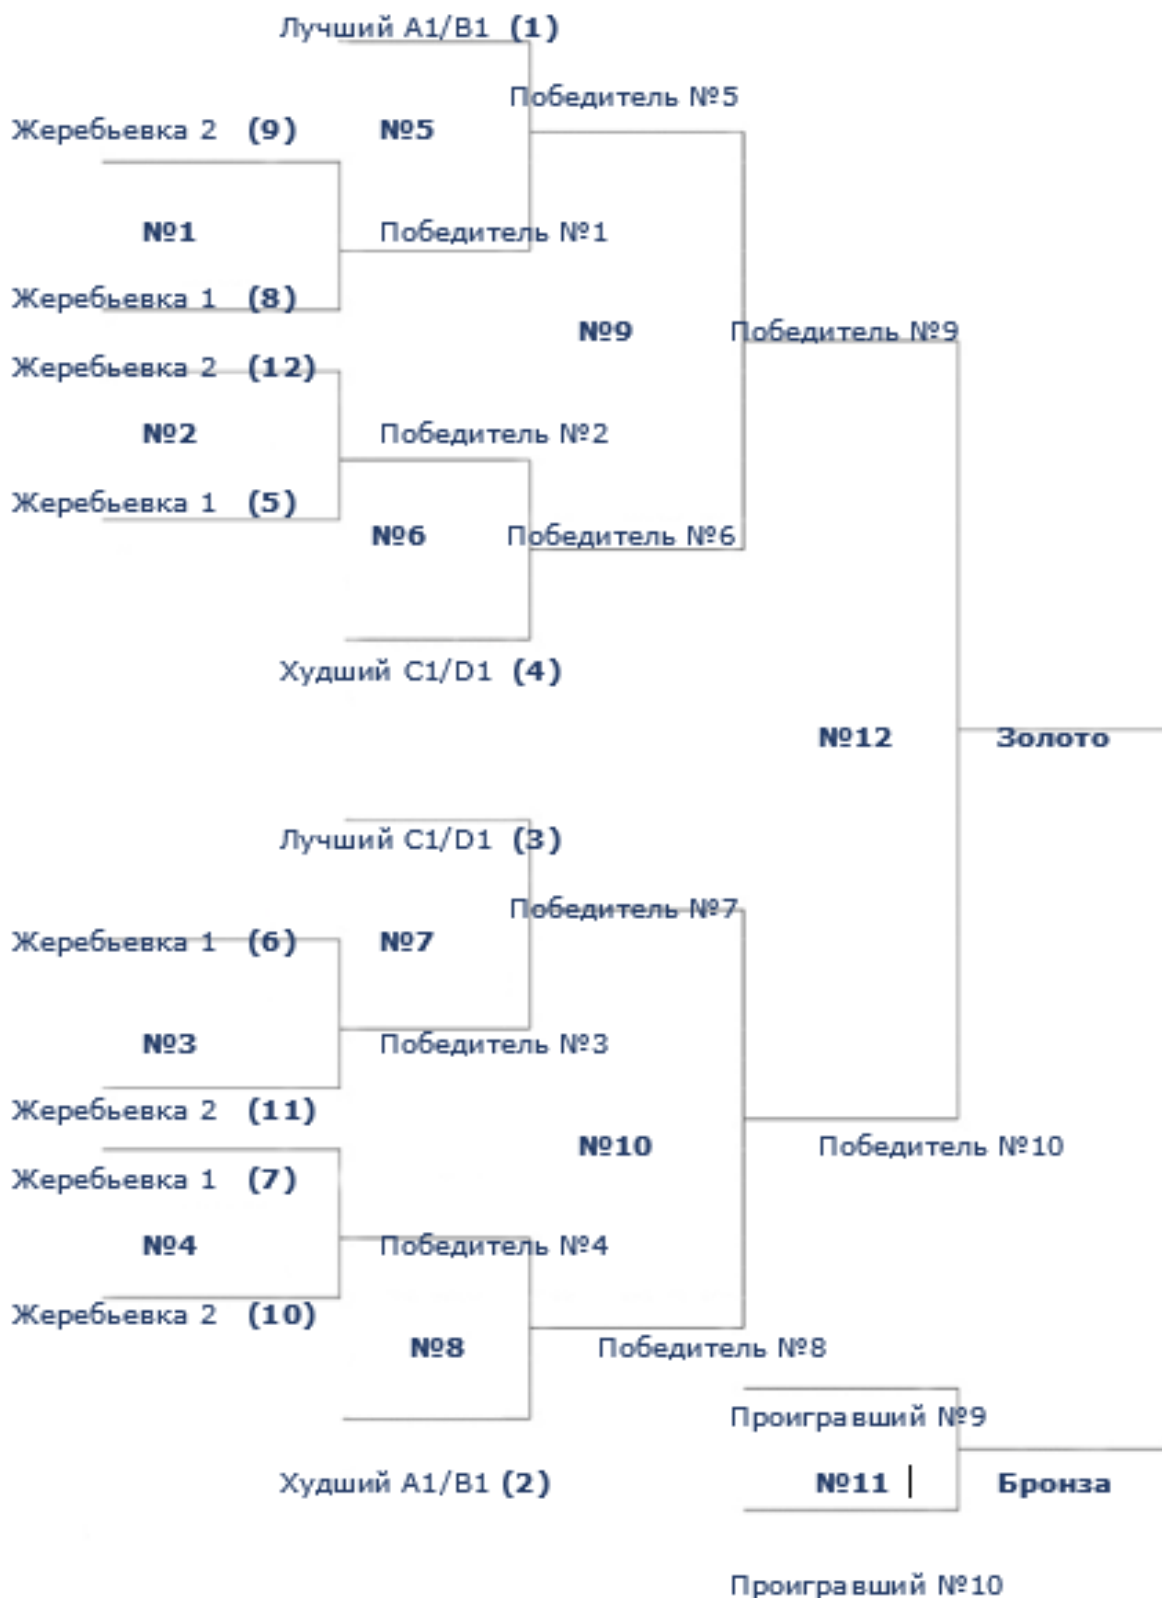 Лучший A1/B1 (1)
Победитель №5
Жеребьевка 2 (9) №5
№1 Победитель №1
Жеребьевка 1 (8)
№9 Победитель №9
Жеребьевка 2 (12)
№2 Победитель №2
Жеребьевка 1 (5)
№6 Победитель №6
Худший C1/D1 (4)
№12 Золото
Лучший C1/D1 (3)
Победитель №7
Жеребьевка 1 (6) №7
№3 Победитель №3
Жеребьевка 2 (11)
№10 Победитель №10
Жеребьевка 1 (7)
№4 Победитель №4
Жеребьевка 2 (10)
№8 Победитель №8
Проигравший №9
Худший A1/B1 (2) №11 Бронза
Проигравший №10